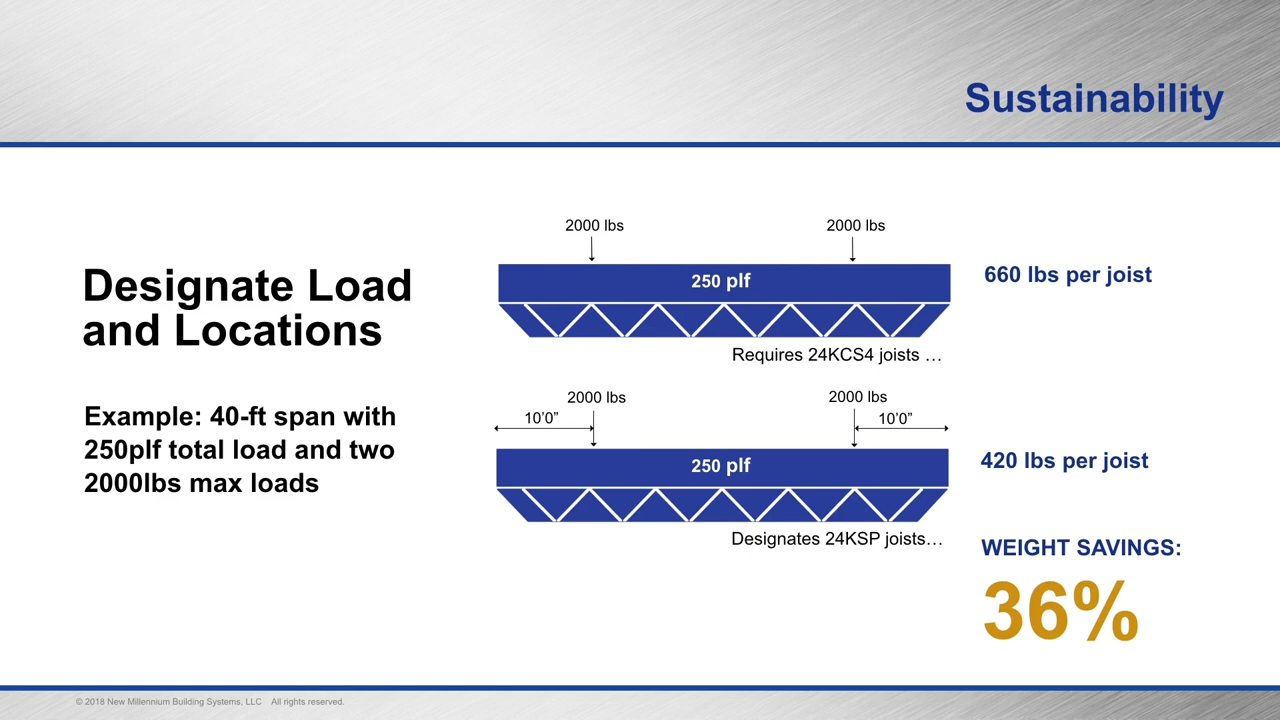 Sustainability
Designate Load
and Locations
Example: 40-ft span with
250plf total load and two
2000lbs max loads
2000 lbs
2000 lbs
250 plf
660 lbs per joist
Requires 24KCS4 joists …
2000 lbs
2000 lbs
10’0”
10’0”
250 plf
420 lbs per joist
Designates 24KSP joists…
WEIGHT SAVINGS:
36%
© 2018 New Millennium Building Systems, LLC All rights reserved.